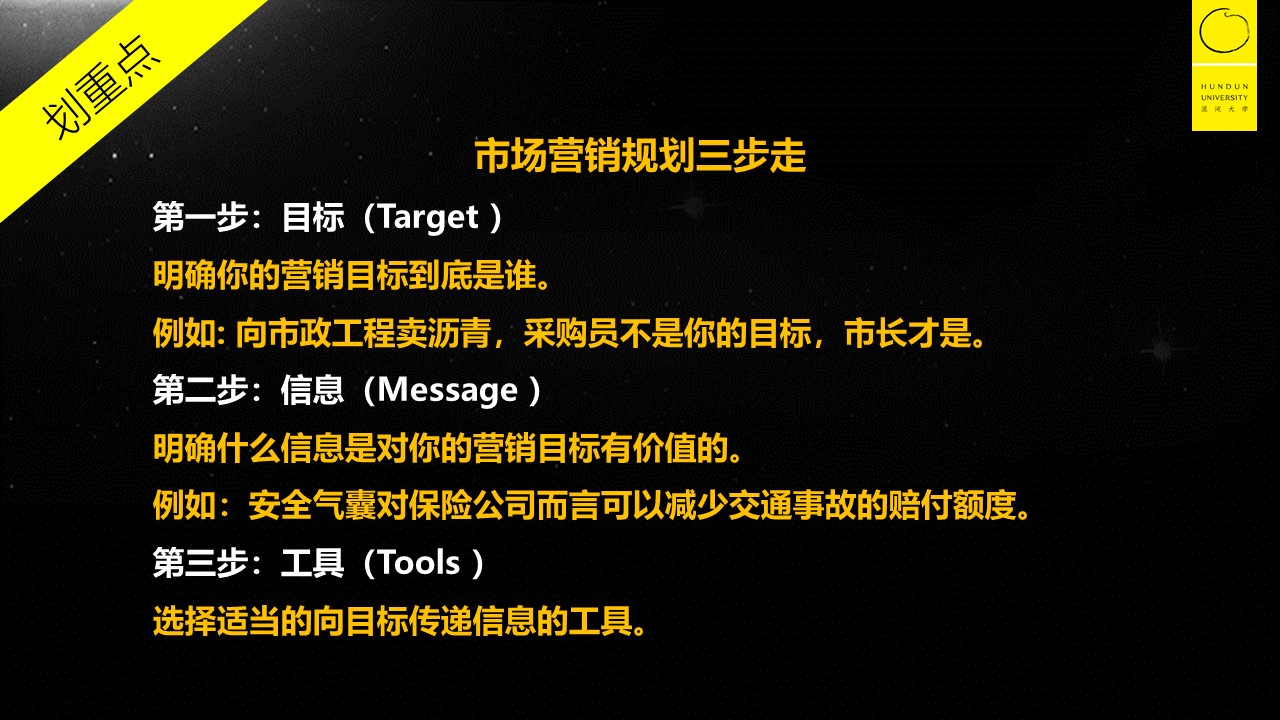 划重点
HUNDUN
UNIVERSITY
混沌大学
市场营销规划三步走
第一步：目标（Target ）
明确你的营销目标到底是谁。
例如: 向市政工程卖沥青，采购员不是你的目标，市长才是。
第二步：信息（Message ）
明确什么信息是对你的营销目标有价值的。
例如：安全气囊对保险公司而言可以减少交通事故的赔付额度。
第三步：工具（Tools ）
选择适当的向目标传递信息的工具。